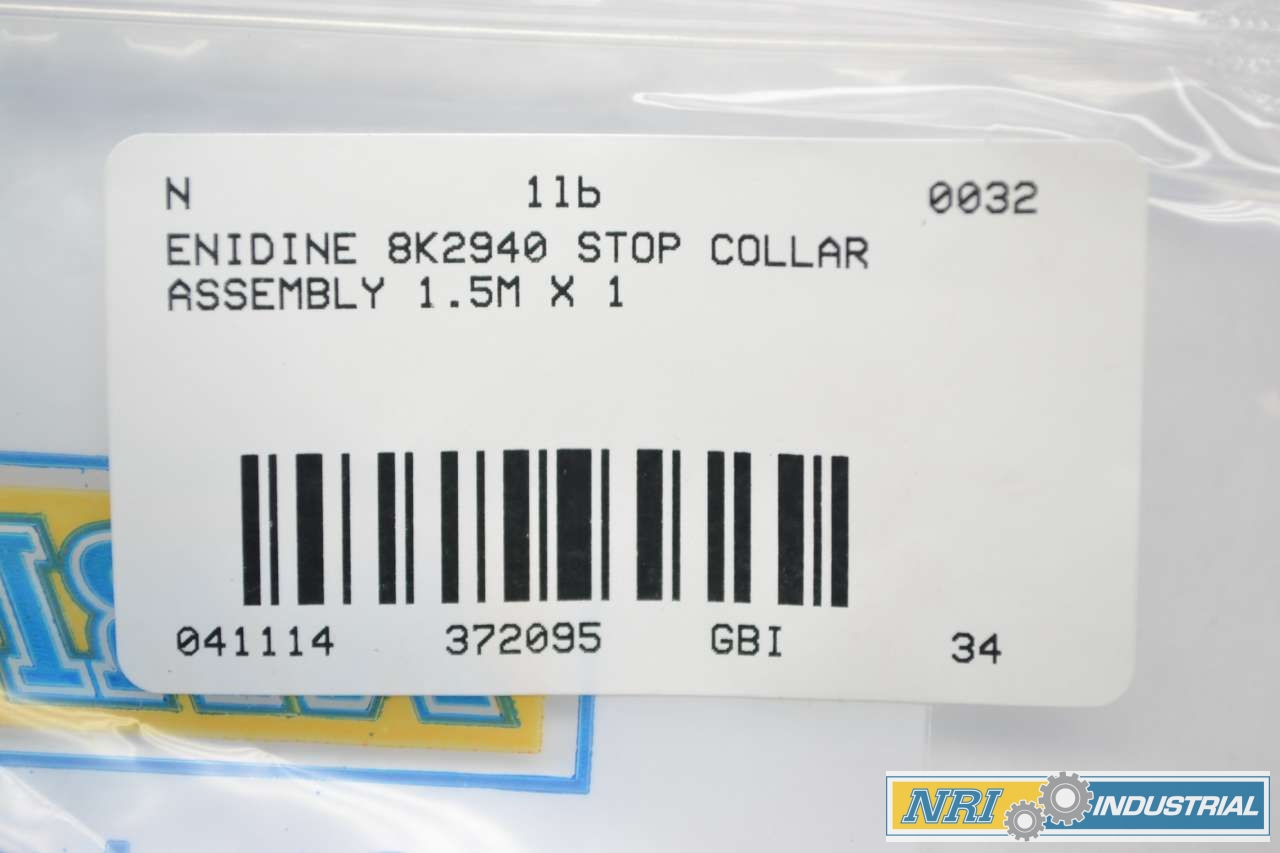 N 1lb 0032
ENIDINE 8K2940 STOP COLLAR
ASSEMBLY 1.5M X 1
041114 372095 GBI 34
NRI INDUSTRIAL